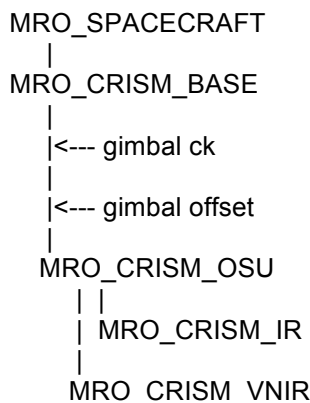 MRO_SPACECRAFT
|
MRO_CRISM_BASE
|
|<--- gimbal ck
|
|<--- gimbal offset
|
MRO_CRISM_OSU
| |
| MRO_CRISM_IR
|
MRO_CRISM_VNIR